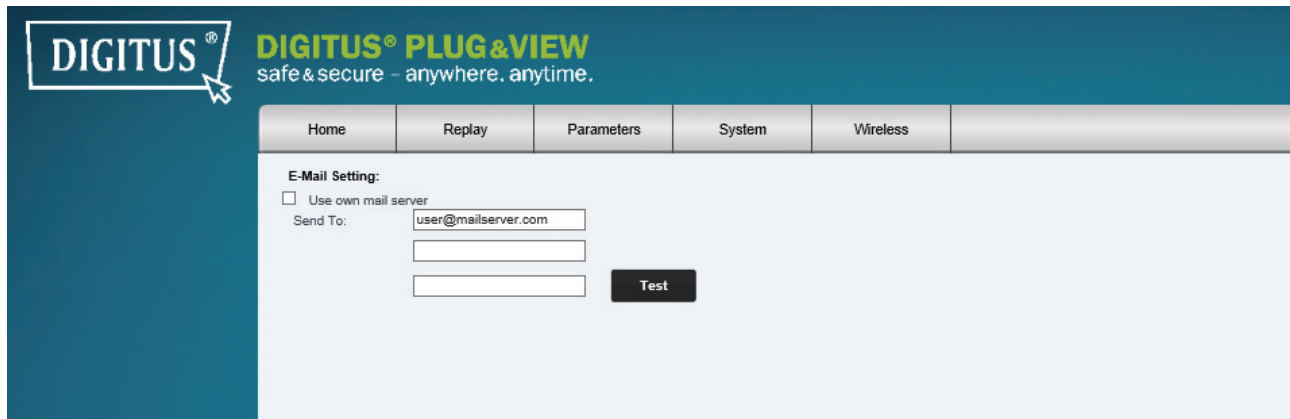 DIGITUS®
DIGITUS® PLUG&VIEW
safe & secure – anywhere. anytime.
Home Replay Parameters System Wireless
E-Mail Setting:
Use own mail server
Send To: user@mailserver.com
Test